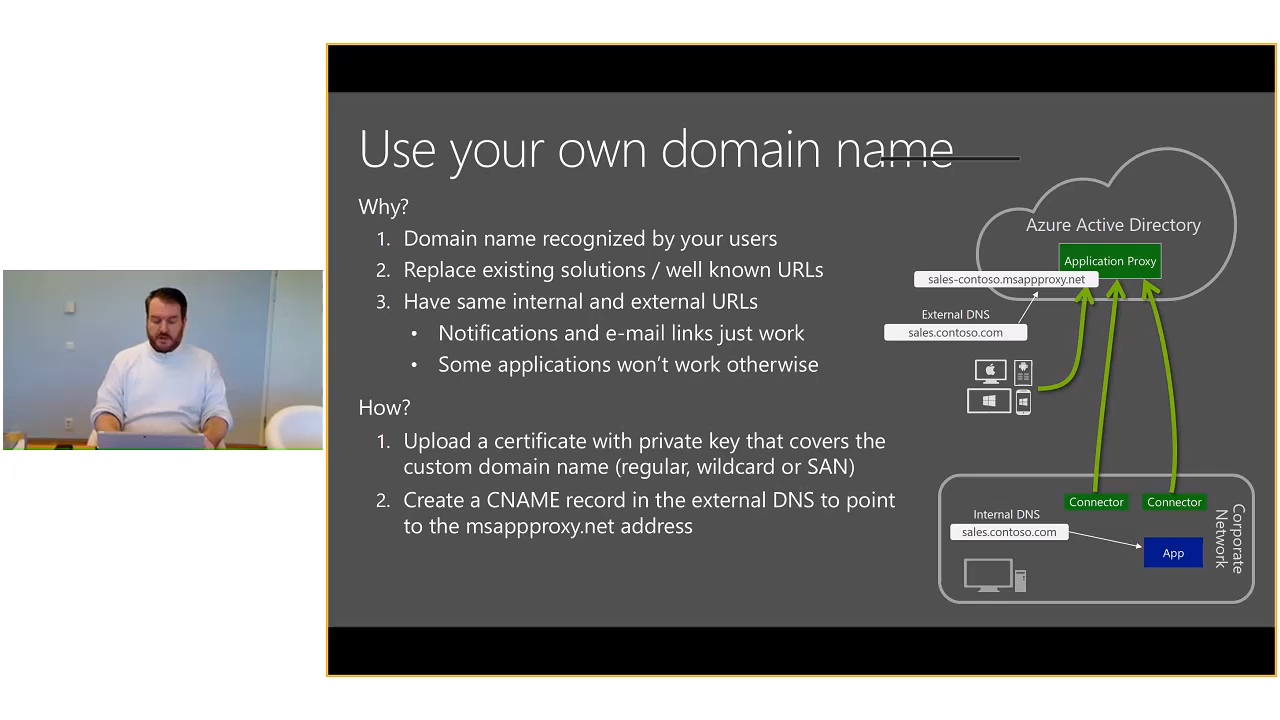 Use your own domain name
Why?
1. Domain name recognized by your users
2. Replace existing solutions / well known URLs
3. Have same internal and external URLs
• Notifications and e-mail links just work
• Some applications won't work otherwise
How?
1. Upload a certificate with private key that covers the
custom domain name (regular, wildcard or SAN)
2. Create a CNAME record in the external DNS to point
to the msappproxy.net address
Azure Active Directory
Application Proxy
sales-contoso.msappproxy.net
External DNS
sales.contoso.com
Connector
Connector
Internal DNS
sales.contoso.com
App
Corporate
Network